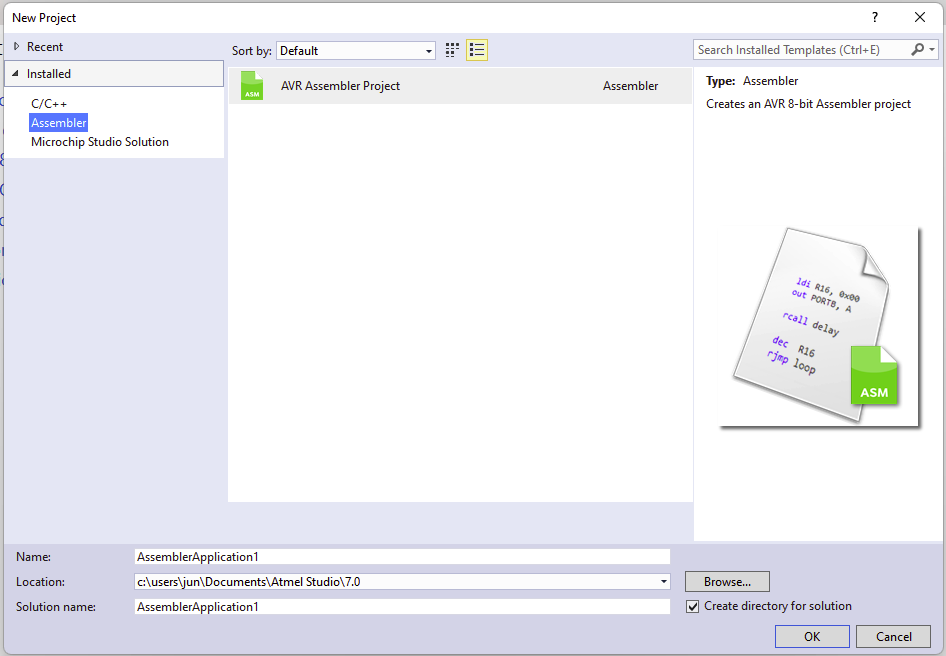 New Project
?
Recent
Installed
C/C++
Assembler
Microchip Studio Solution
Sort by: Default
AVR Assembler Project Assembler
ASM
Search Installed Templates (Ctrl+E)
Type: Assembler
Creates an AVR 8-bit Assembler project
ldi R16, 0x00
out PORTB, A
rcall delay
dec R16
rjmp loop
ASM
Name: AssemblerApplication1
Location: c:\users\jun\Documents\Atmel Studio\7.0 Browse...
Solution name: AssemblerApplication1 Create directory for solution
OK Cancel